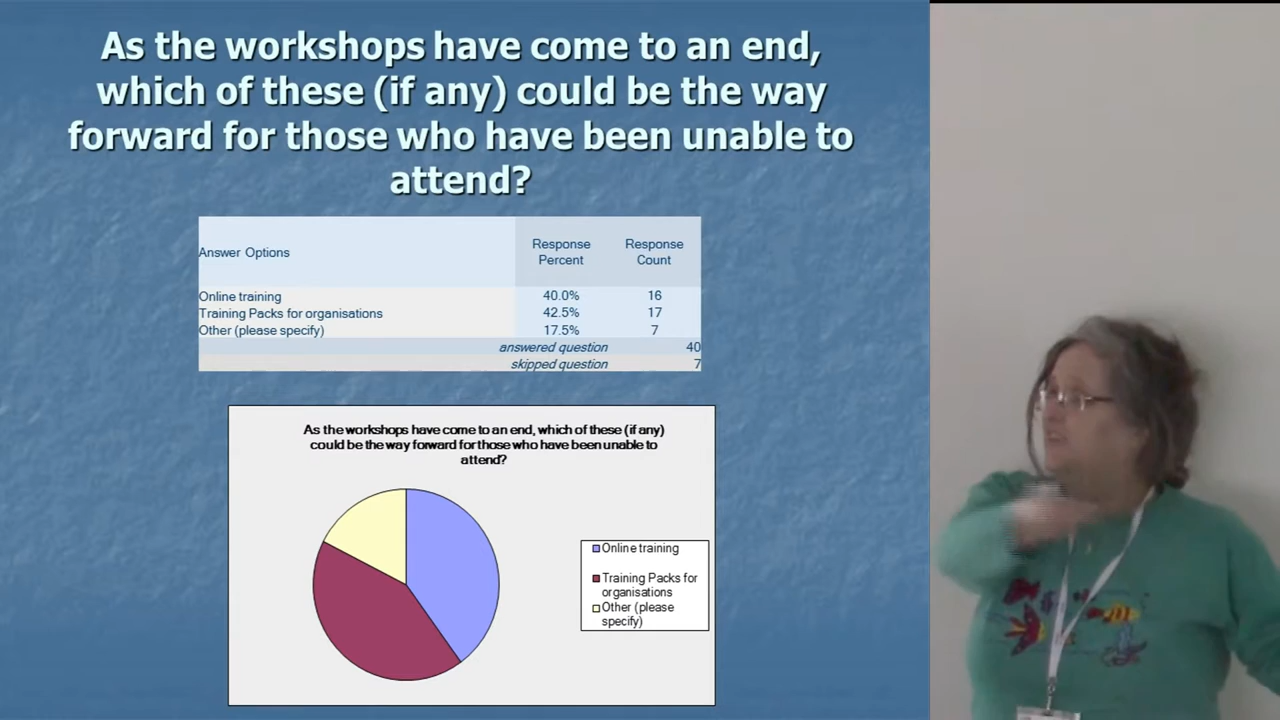 As the workshops have come to an end,
which of these (if any) could be the way
forward for those who have been unable to
attend?
Answer Options
Response
Percent
Response
Count
Online training 40.0% 16
Training Packs for organisations 42.5% 17
Other (please specify) 17.5% 7
answered question 40
skipped question 7
As the workshops have come to an end, which of these (if any)
could be the way forward for those who have been unable to
attend?
Online training
Training Packs for
organisations
Other (please
specify)